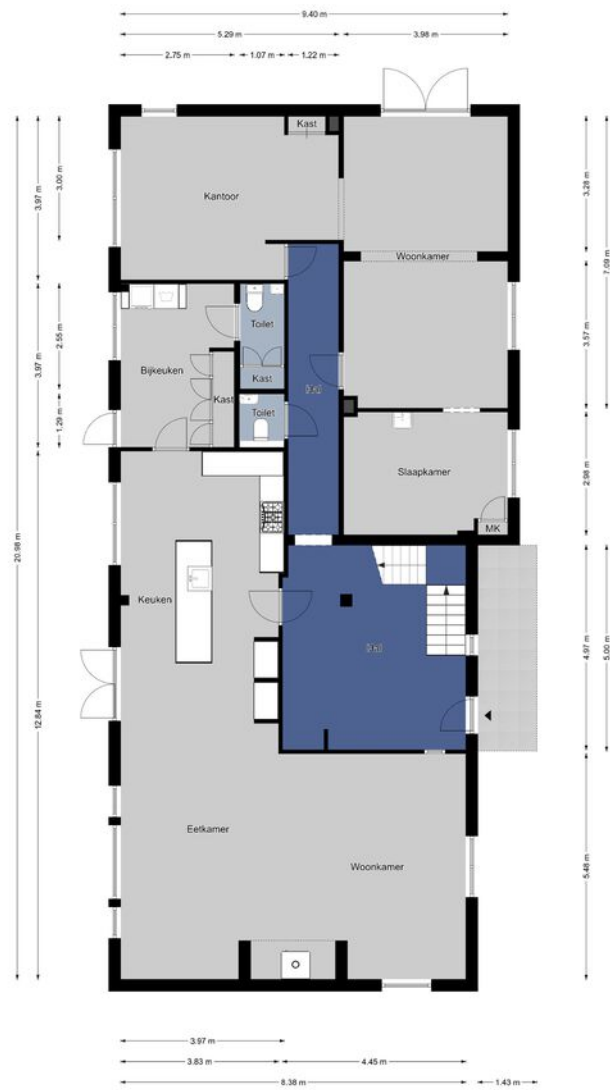 9.40 m
5.29 m
3.98 m
2.75 m
1.07 m
1.22 m
Kast
Kantoor
Woonkamer
Toilet
Bijkeuken
Kast
Kast
Toilet
Hal
Slaapkamer
MK
Keuken
Hal
Eetkamer
Woonkamer
20.98 m
3.97 m
3.00 m
3.97 m
2.55 m
1.29 m
12.84 m
3.28 m
7.09 m
3.57 m
2.98 m
4.97 m
5.00 m
5.48 m
3.97 m
3.83 m
4.45 m
8.38 m
1.43 m